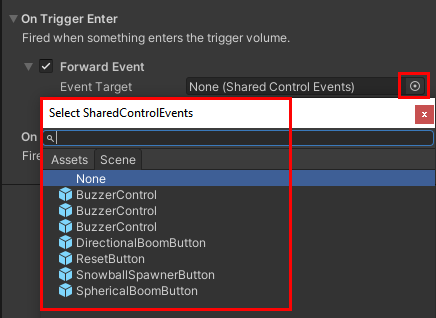 On Trigger Enter
Fired when something enters the trigger volume.
Forward Event
Event Target
None (Shared Control Events)
Select SharedControlEvents
x
Assets Scene
On
Fire
None
BuzzerControl
BuzzerControl
BuzzerControl
DirectionalBoomButton
ResetButton
SnowballSpawnerButton
SphericalBoomButton